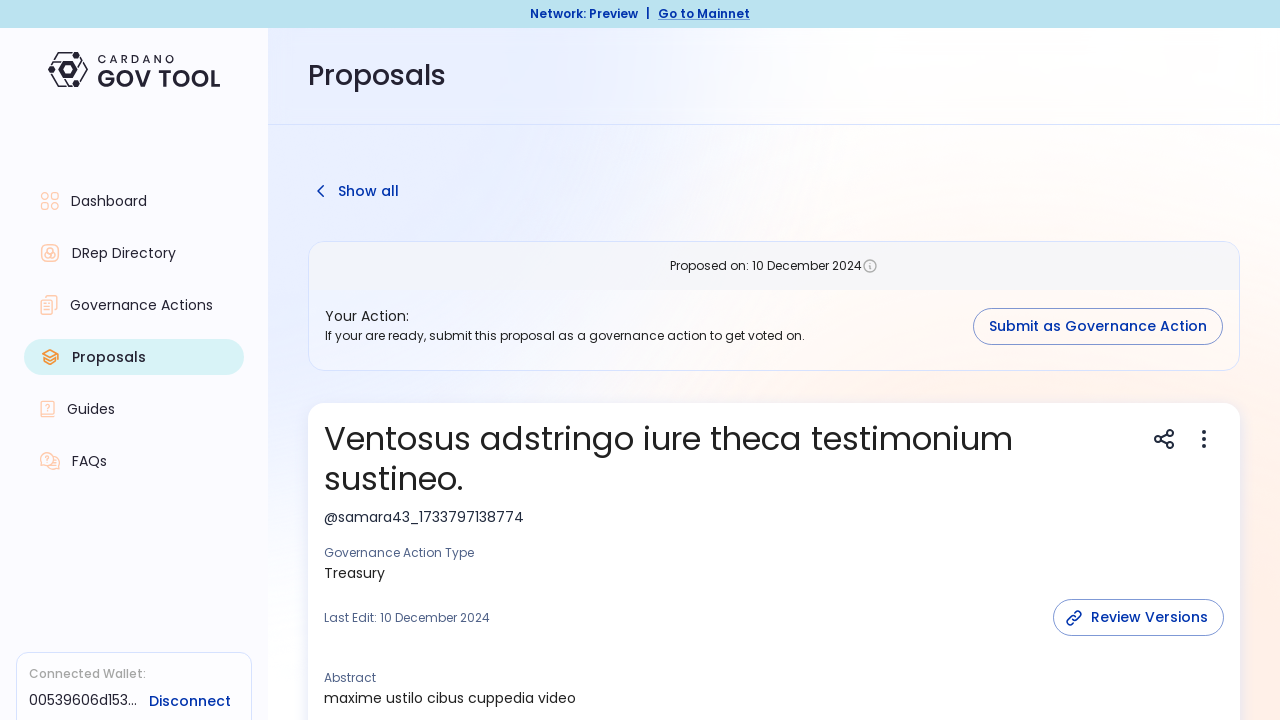 Network: Preview | Go to Mainnet
CARDANO
GOV TOOL
Dashboard
DRep Directory
Governance Actions
Proposals
Guides
FAQs
Connected Wallet:
00539606d153...
Disconnect
Proposals
Show all
Proposed on: 10 December 2024
Your Action:
If your are ready, submit this proposal as a governance action to get voted on.
Submit as Governance Action
Ventosus adstringo iure theca testimonium
sustineo.
@samara43_1733797138774
Governance Action Type
Treasury
Last Edit: 10 December 2024
Review Versions
Abstract
maxime ustilo cibus cuppedia video